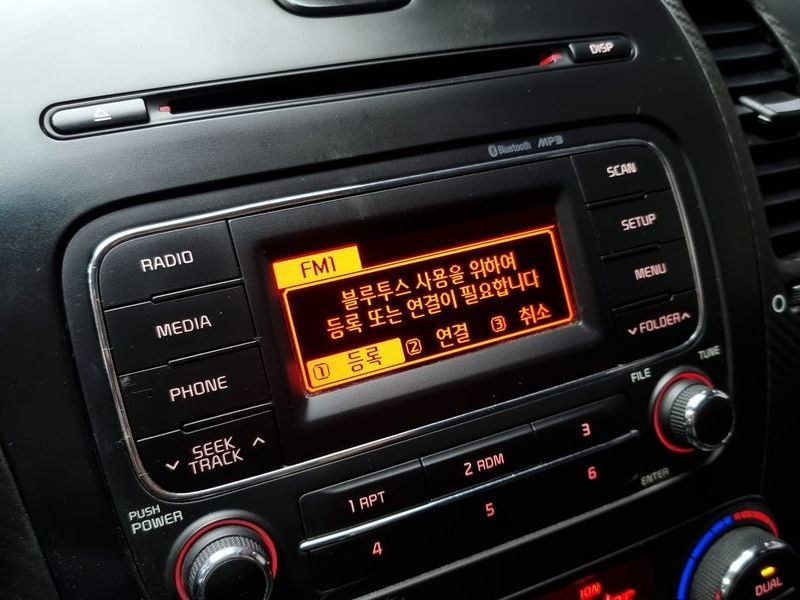 DISP
Bluetooth MP3
SCAN
RADIO
FM1
SETUP
블루투스 사용을 위하여
등록 또는 연결이 필요합니다
① 등록 ② 연결 ③ 취소
MEDIA
MENU
PHONE
FOLDER
SEEK
TRACK
FILE
TUNE
PUSH
POWER
1 RPT
2 RDM
3
4
5
6
ENTER
ION
DUAL